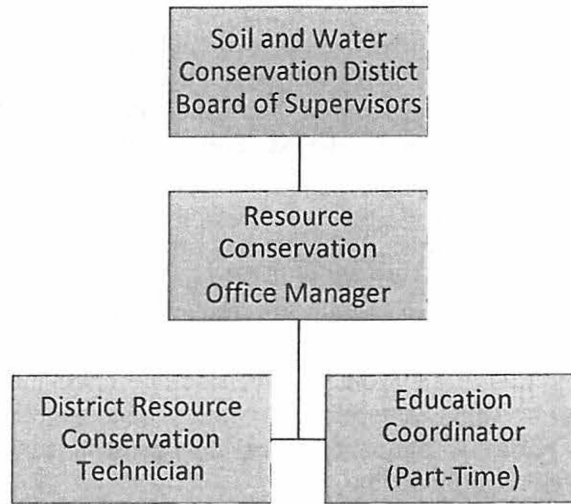 Soil and Water
Conservation Distict
Board of Supervisors
Resource
Conservation
Office Manager
District Resource
Conservation
Technician
Education
Coordinator
(Part-Time)